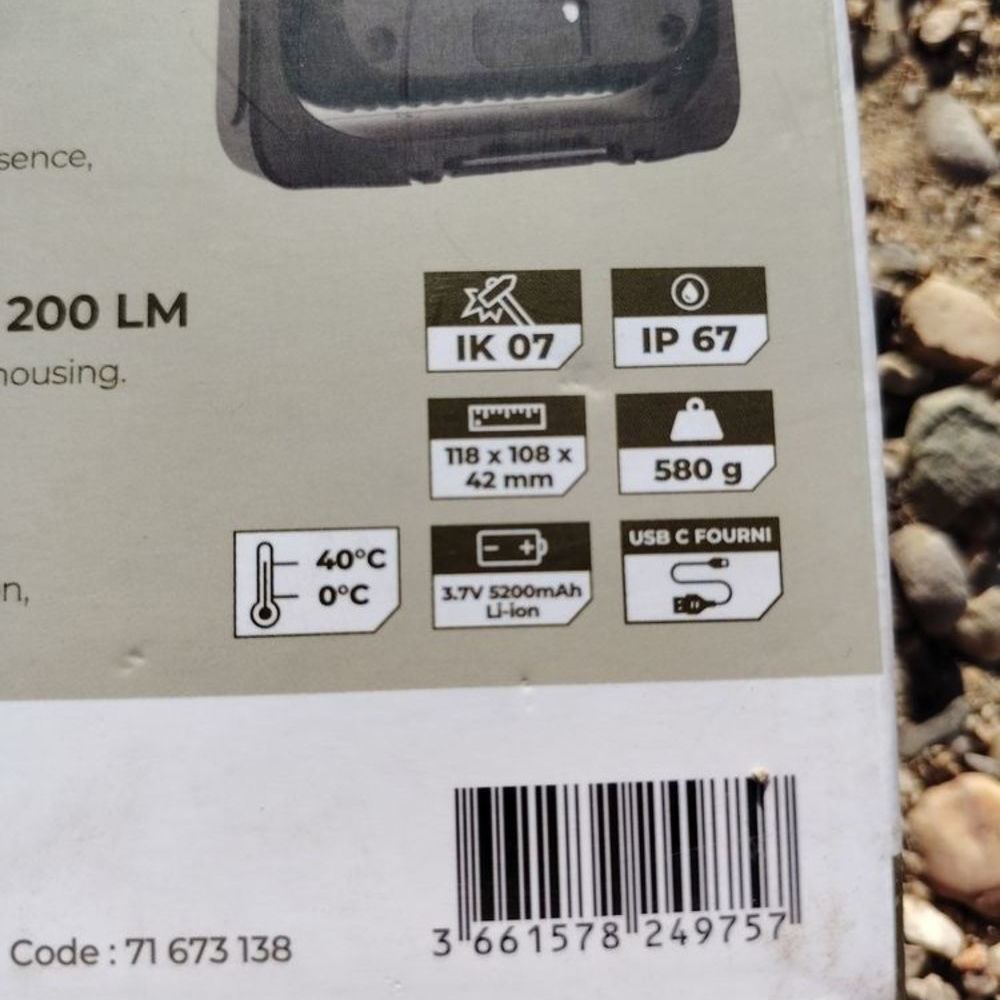 sence,
200 LM
housing.
IK 07
IP 67
118 x 108 x
42 mm
580 g
40°C
0°C
3.7V 5200mAh
Li-ion
USB C FOURNI
n,
Code : 71 673 138
3 661578 249757